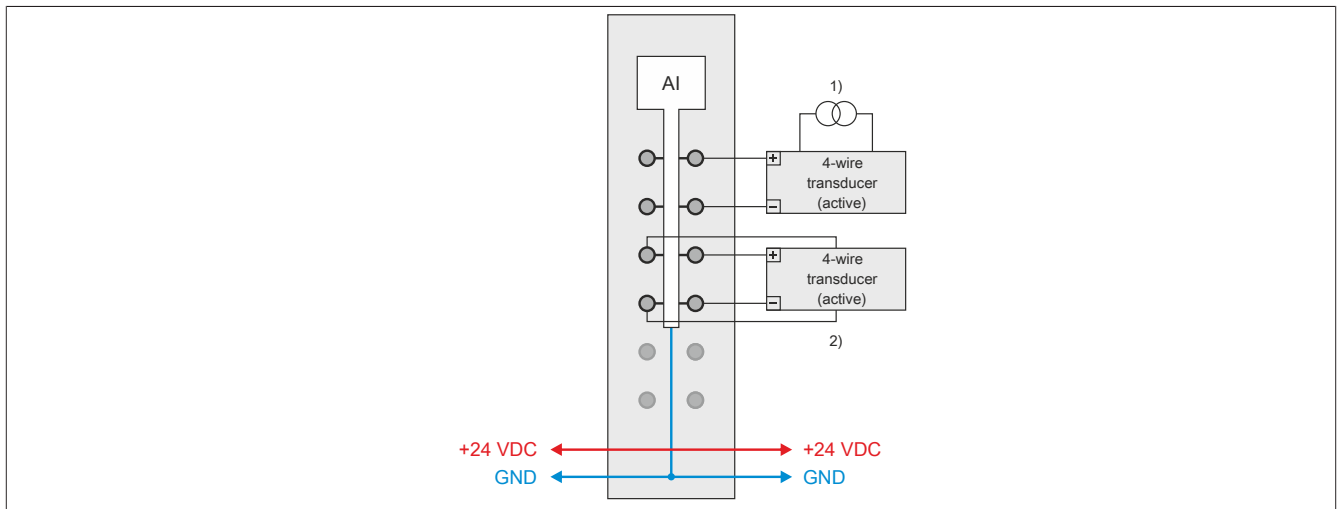 AI
1)
+
4-wire
transducer
(active)
−
+
4-wire
transducer
(active)
−
2)
+24 VDC +24 VDC
GND GND